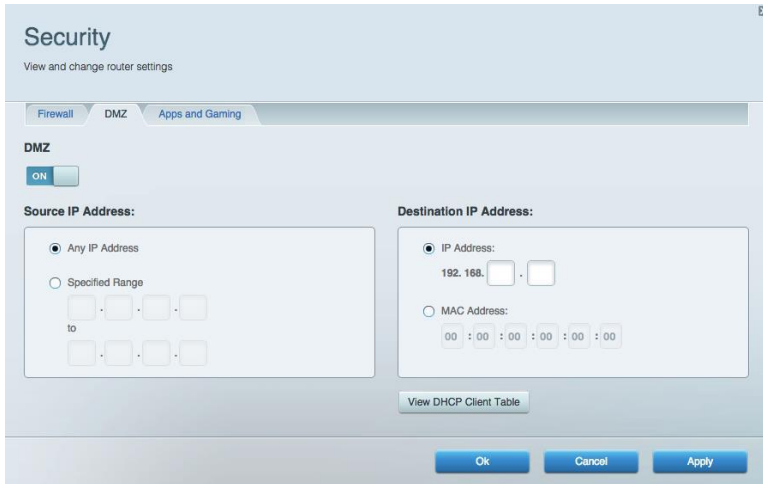 Security
View and change router settings
Firewall DMZ Apps and Gaming
DMZ
ON
Source IP Address:
Any IP Address
Specified Range
. . .
to
. . .
Destination IP Address:
IP Address:
192. 168. .
MAC Address:
00 : 00 : 00 : 00 : 00 : 00
View DHCP Client Table
Ok Cancel Apply